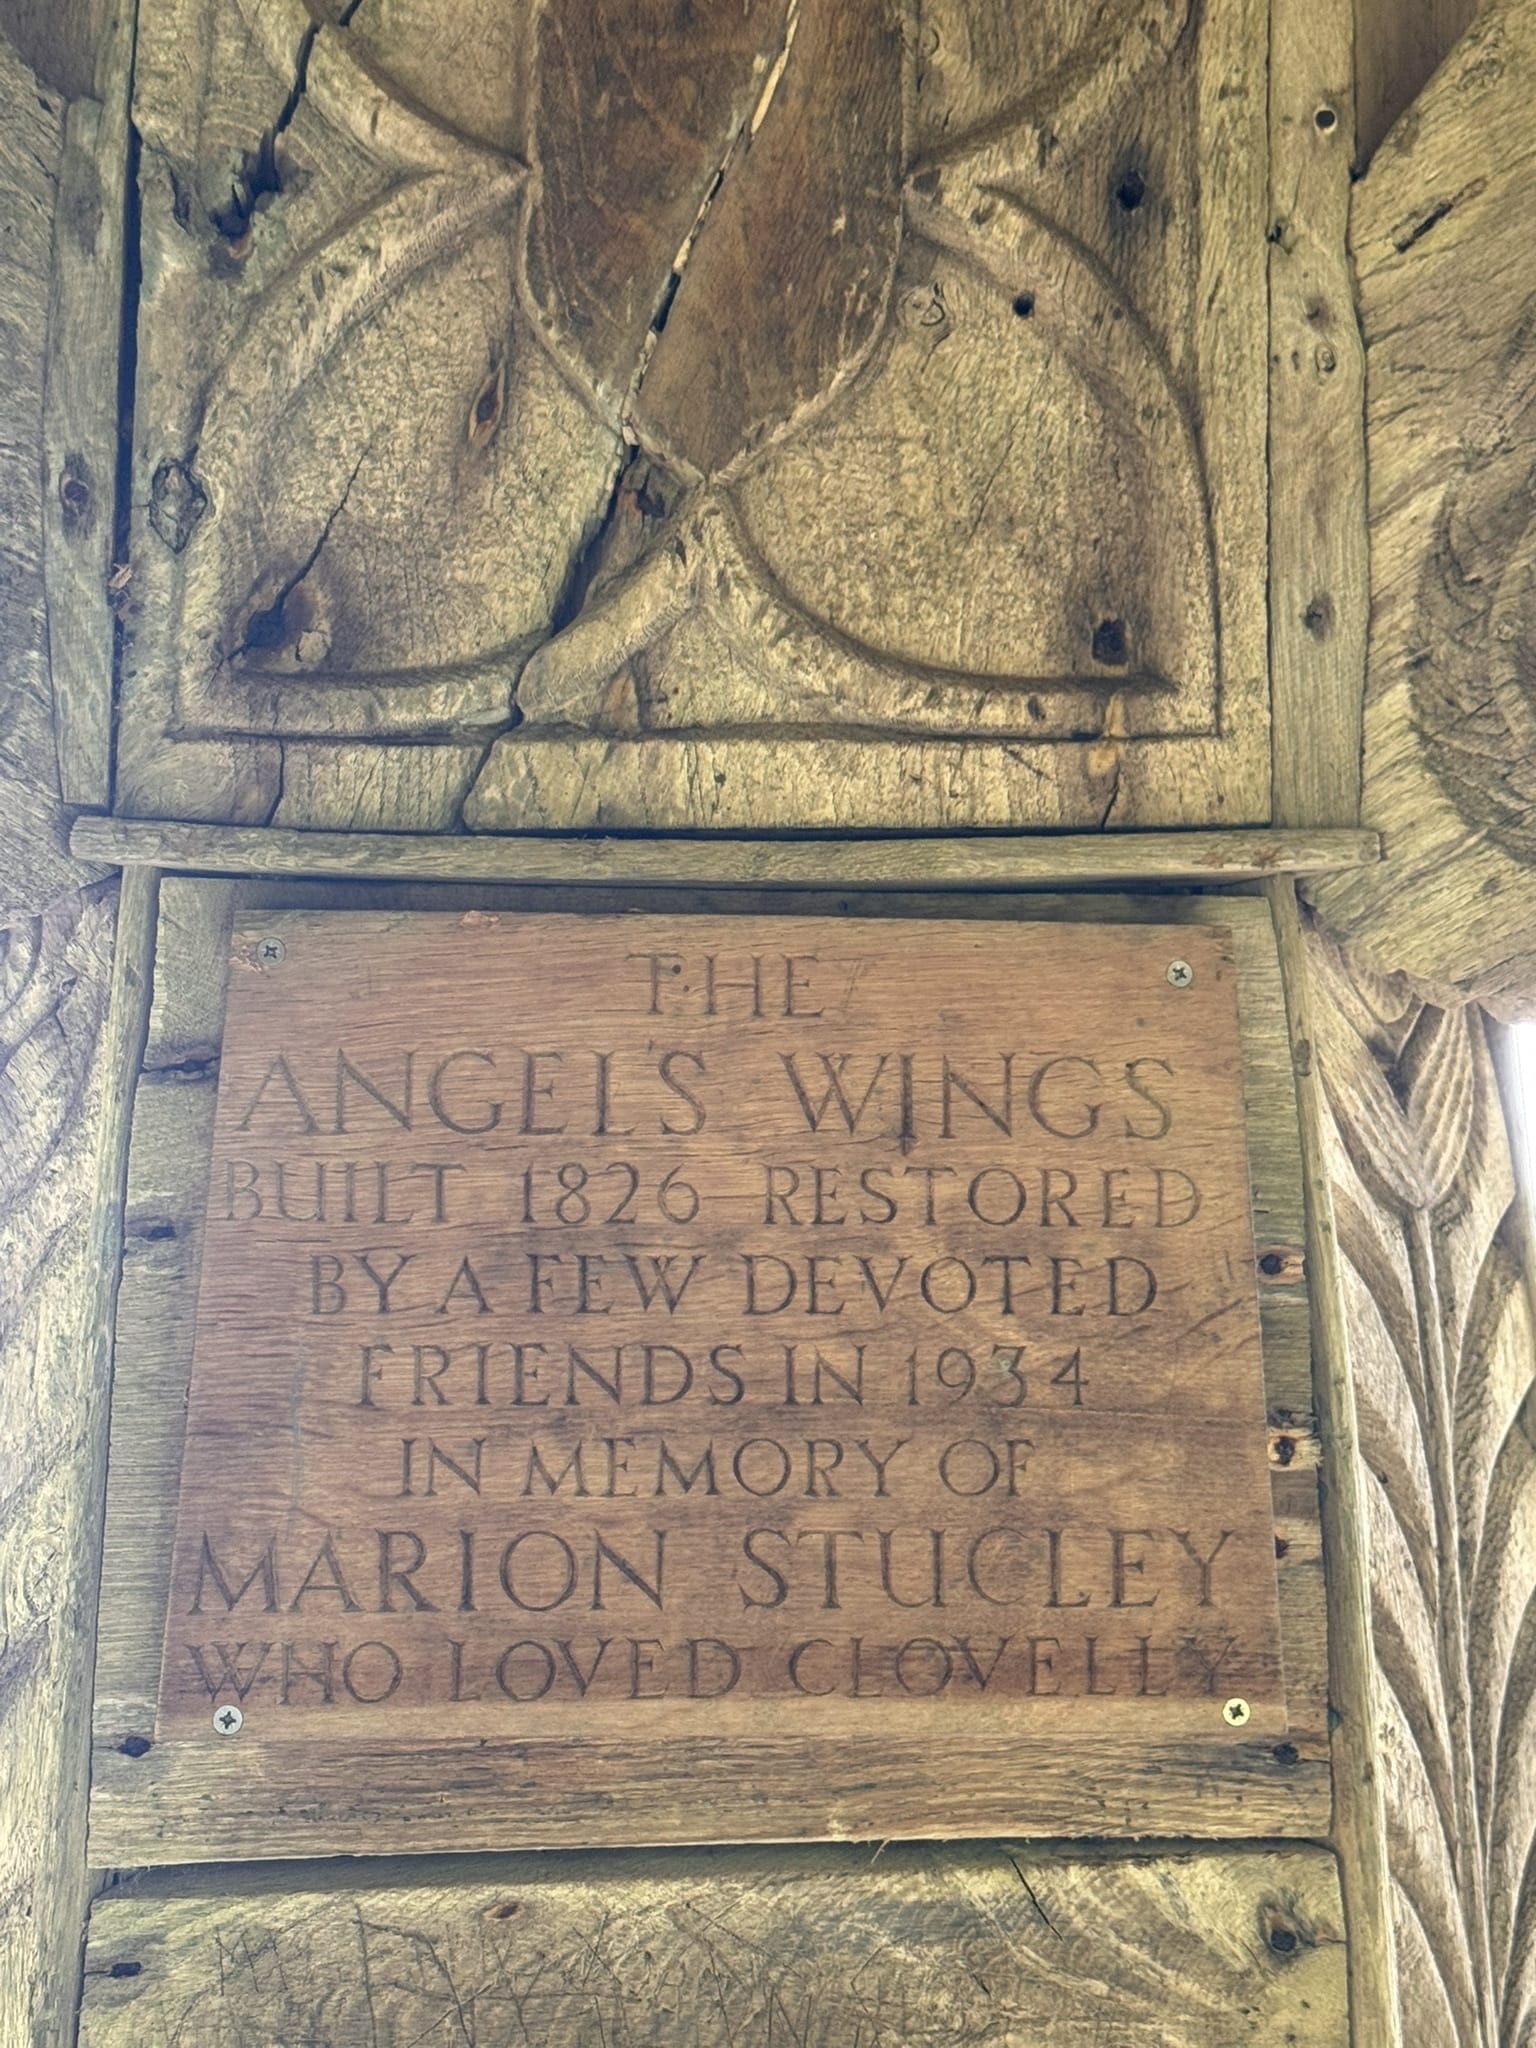 THE
ANGEL'S WINGS
BUILT 1826 RESTORED
BY A FEW DEVOTED
FRIENDS IN 1934
IN MEMORY OF
MARION STUCLEY
WHO LOVED CLOVELLY